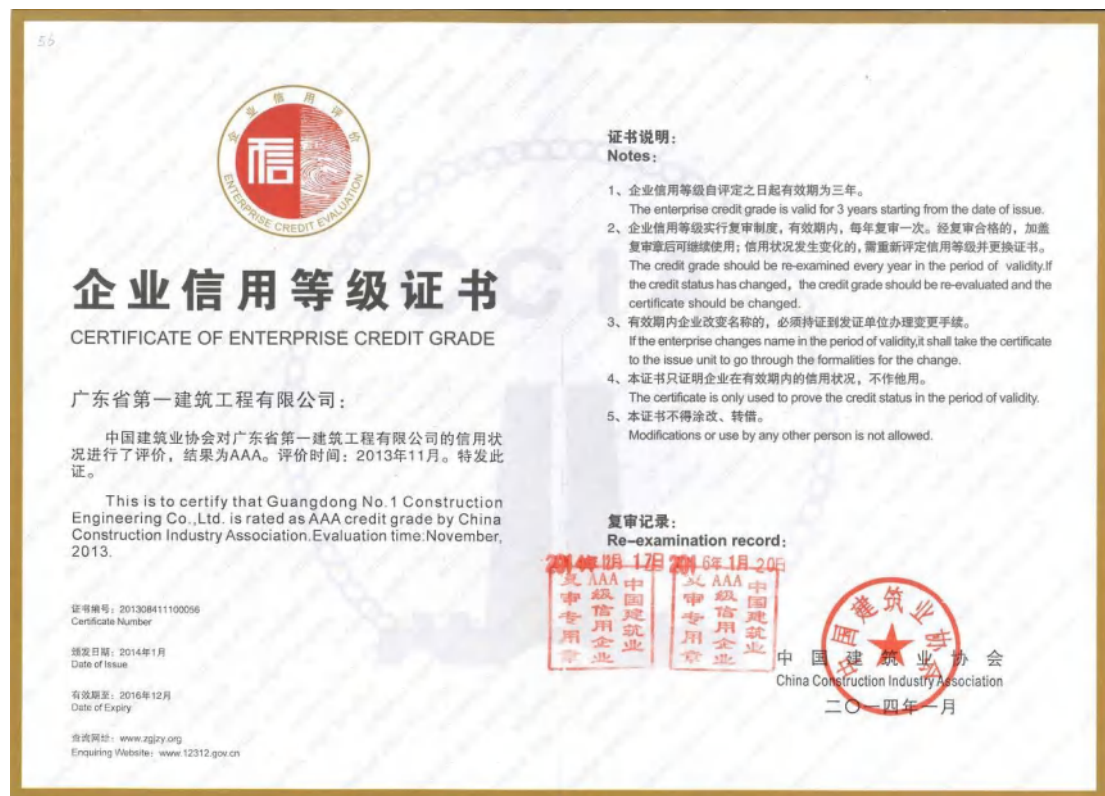 56
企业信用评价
信
ENTERPRISE CREDIT EVALUATION
企业信用等级证书
CERTIFICATE OF ENTERPRISE CREDIT GRADE
广东省第一建筑工程有限公司：
中国建筑业协会对广东省第一建筑工程有限公司的信用状
况进行了评价，结果为AAA。评价时间：2013年11月。特发此
证。
This is to certify that Guangdong No.1 Construction
Engineering Co.,Ltd. is rated as AAA credit grade by China
Construction Industry Association.Evaluation time:November,
2013.
证书编号：201308411100056
Certificate Number
颁发日期：2014年1月
Date of Issue
有效期至：2016年12月
Date of Expiry
查询网址：www.zgjzy.org
Enquiring Website：www.12312.gov.cn
证书说明：
Notes：
1、企业信用等级自评定之日起有效期为三年。
The enterprise credit grade is valid for 3 years starting from the date of issue.
2、企业信用等级实行复审制度，有效期内，每年复审一次。经复审合格的，加盖
复审章后可继续使用；信用状况发生变化的，需重新评定信用等级并更换证书。
The credit grade should be re-examined every year in the period of validity.If
the credit status has changed，the credit grade should be re-evaluated and the
certificate should be changed.
3、有效期内企业改变名称的，必须持证到发证单位办理变更手续。
If the enterprise changes name in the period of validity,it shall take the certificate
to the issue unit to go through the formalities for the change.
4、本证书只证明企业在有效期内的信用状况，不作他用。
The certificate is only used to prove the credit status in the period of validity.
5、本证书不得涂改、转借。
Modifications or use by any other person is not allowed.
复审记录：
Re-examination record：
17日
中国建筑业
AAA级信用企业
复审专用章
6年1月20日
中国建筑业
AAA级信用企业
复审专用章
中国建筑业协会
中国建筑业协会
China Construction Industry Association
二〇一四年一月